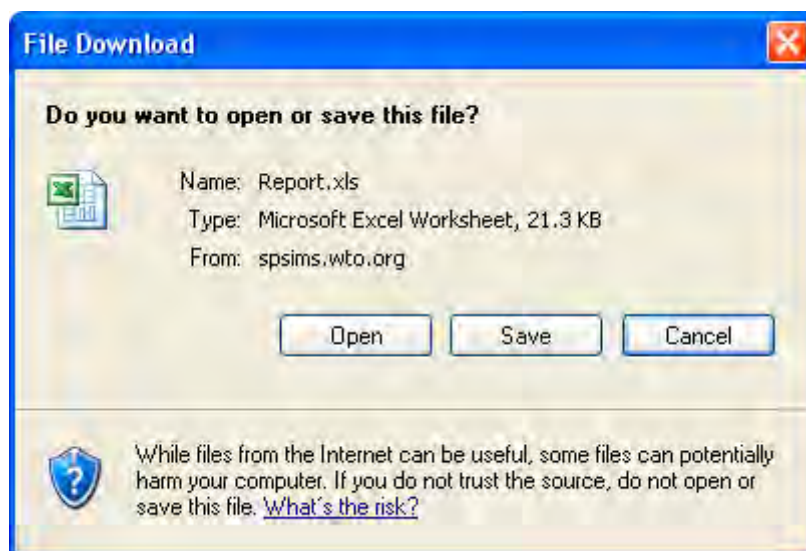 File Download
Do you want to open or save this file?
Name: Report.xls
Type: Microsoft Excel Worksheet, 21.3 KB
From: spsims.wto.org
Open Save Cancel
While files from the Internet can be useful, some files can potentially
harm your computer. If you do not trust the source, do not open or
save this file. What's the risk?